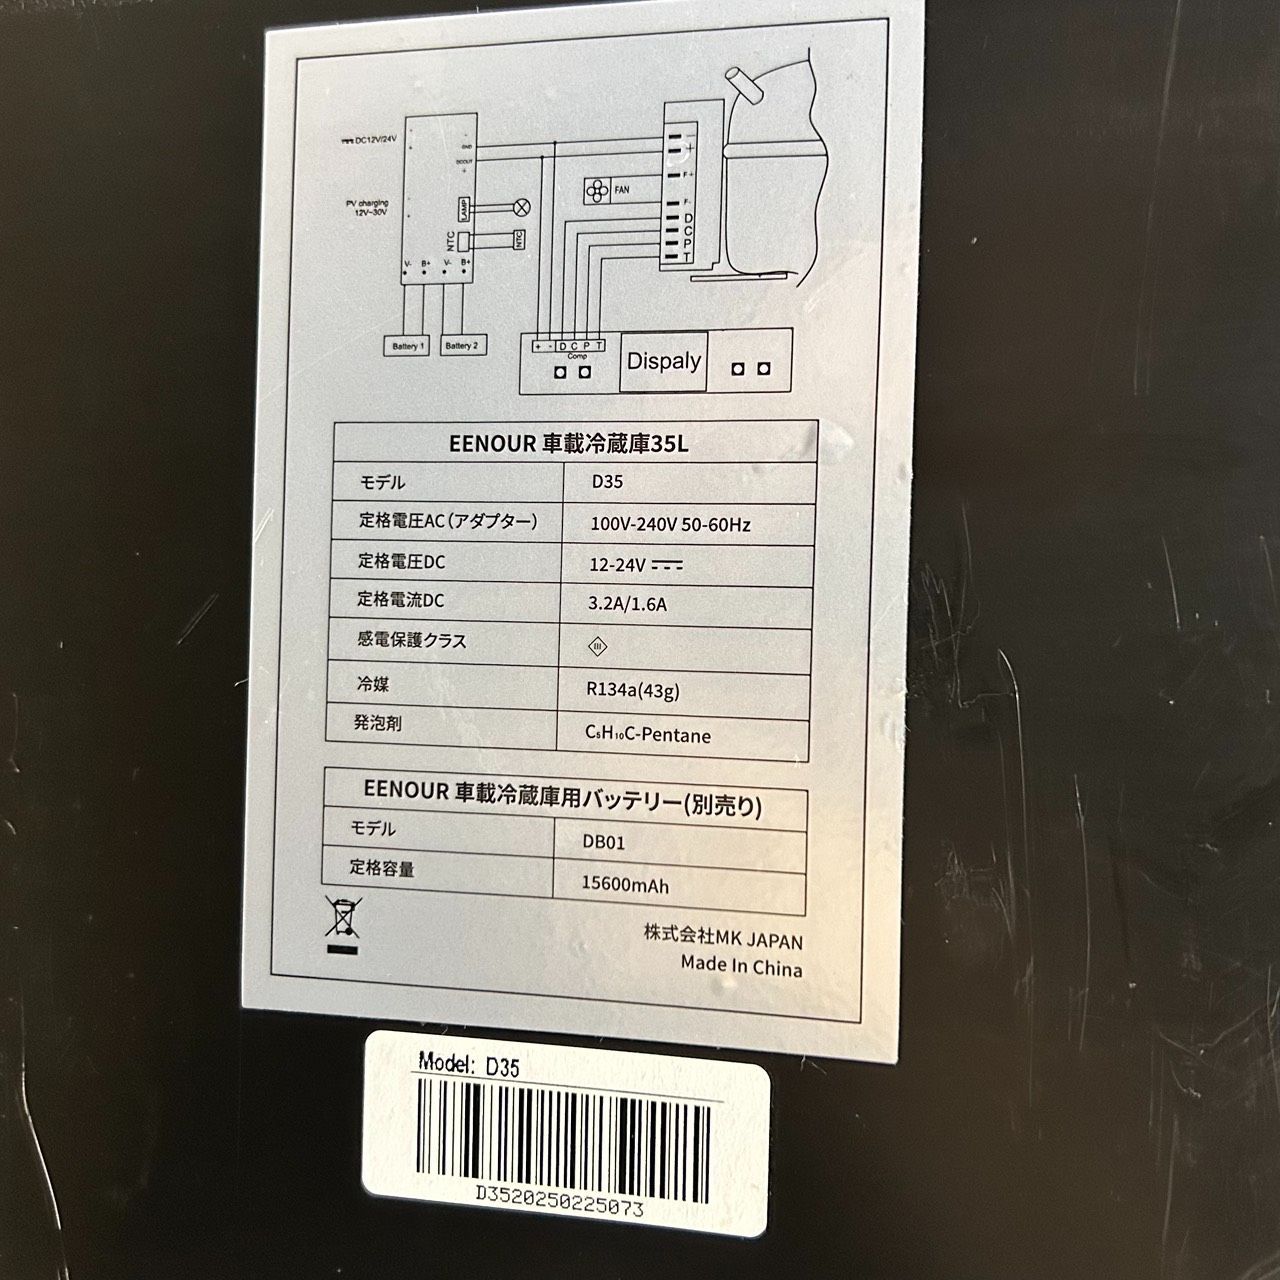 DC12V/24V
GND
DCOUT
PV charging
12V~30V
LAMP
NTC
NTC
V- B+ V- B+
Battery 1
Battery 2
FAN
- 
+
F+
F-
D
C
P
T
+ - D C P T
Comp
Dispaly
EENOUR 車載冷蔵庫35L
モデル D35
定格電圧AC(アダプター) 100V-240V 50-60Hz
定格電圧DC 12-24V
定格電流DC 3.2A/1.6A
感電保護クラス III
冷媒 R134a(43g)
発泡剤 C₅H₁₀C-Pentane
EENOUR 車載冷蔵庫用バッテリー(別売り)
モデル DB01
定格容量 15600mAh
株式会社MK JAPAN
Made In China
Model: D35
D3520250225073